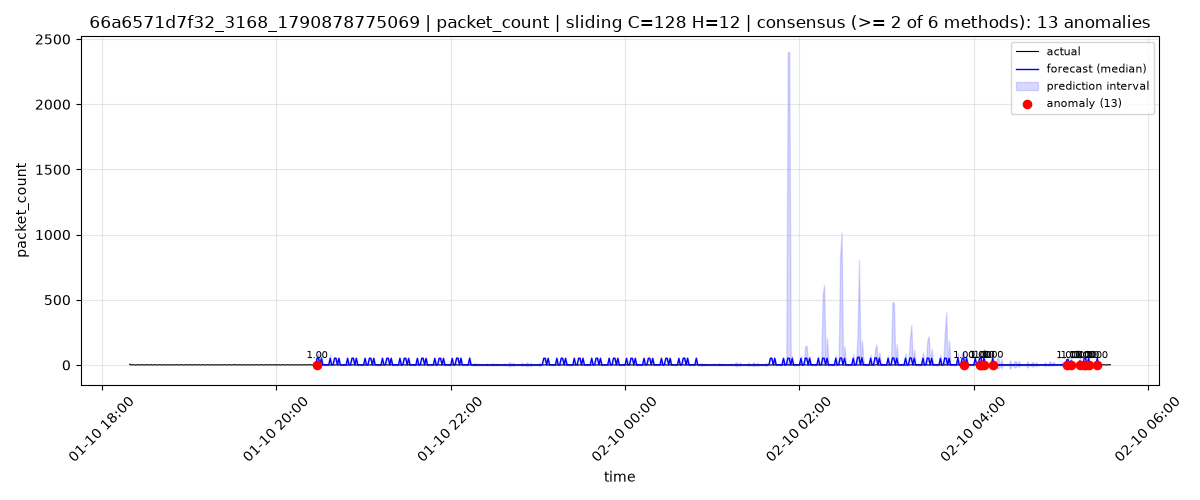 66a6571d7f32_3168_1790878775069 | packet_count | sliding C=128 H=12 | consensus (>= 2 of 6 methods): 13 anomalies
2500
2000
1500
1000
500
0
packet_count
actual
forecast (median)
prediction interval
anomaly (13)
1.00
01-10 18:00
01-10 20:00
01-10 22:00
02-10 00:00
02-10 02:00
02-10 04:00
02-10 06:00
time